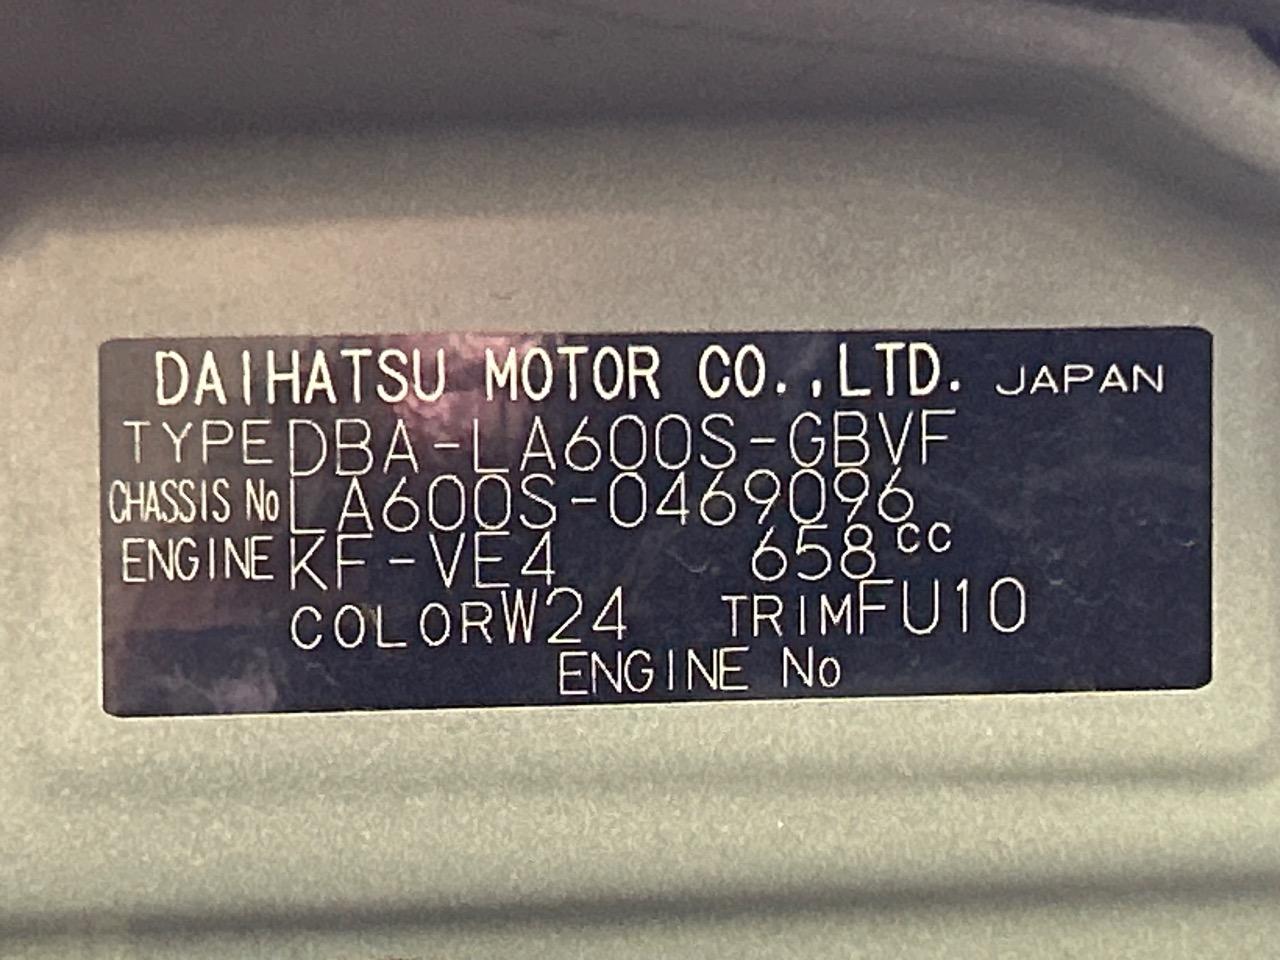 DAIHATSU MOTOR CO.,LTD. JAPAN
TYPE DBA-LA600S-GBVF
CHASSIS No LA600S-0469096
ENGINE KF-VE4 658cc
COLOR W24 TRIM FU10
ENGINE No